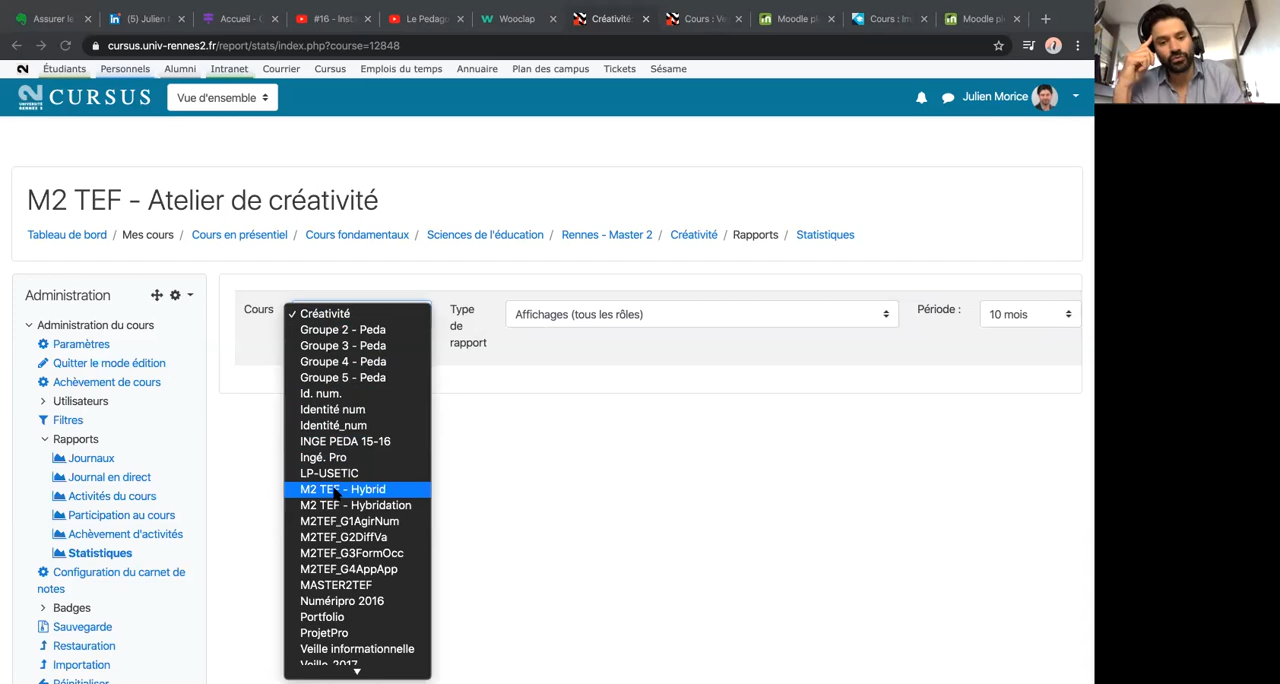 Assurer le
(5) Julien
Accueil - C
#16 - Inst
Le Pedago
Wooclap
Créativité
Cours : Ve
Moodle pl
Cours : Im
Moodle pl
cursus.univ-rennes2.fr/report/stats/index.php?course=12848
Étudiants Personnels Alumni Intranet Courrier Cursus Emplois du temps Annuaire Plan des campus Tickets Sésame
CURSUS Vue d'ensemble Julien Morice
M2 TEF - Atelier de créativité
Tableau de bord / Mes cours / Cours en présentiel / Cours fondamentaux / Sciences de l'éducation / Rennes - Master 2 / Créativité / Rapports / Statistiques
Administration
Administration du cours
Paramètres
Quitter le mode édition
Achèvement de cours
Utilisateurs
Filtres
Rapports
Journaux
Journal en direct
Activités du cours
Participation au cours
Achèvement d'activités
Statistiques
Configuration du carnet de
notes
Badges
Sauvegarde
Restauration
Importation
Réinitialiser
Cours
✓ Créativité
Groupe 2 - Peda
Groupe 3 - Peda
Groupe 4 - Peda
Groupe 5 - Peda
Id. num.
Identité num
Identité_num
INGE PEDA 15-16
Ingé. Pro
LP-USETIC
M2 TEF - Hybrid
M2 TEF - Hybridation
M2TEF_G1AgirNum
M2TEF_G2DiffVa
M2TEF_G3FormOcc
M2TEF_G4AppApp
MASTER2TEF
Numéripro 2016
Portfolio
ProjetPro
Veille informationnelle
Veille_2017
Type
de
rapport
Affichages (tous les rôles)
Période :
10 mois